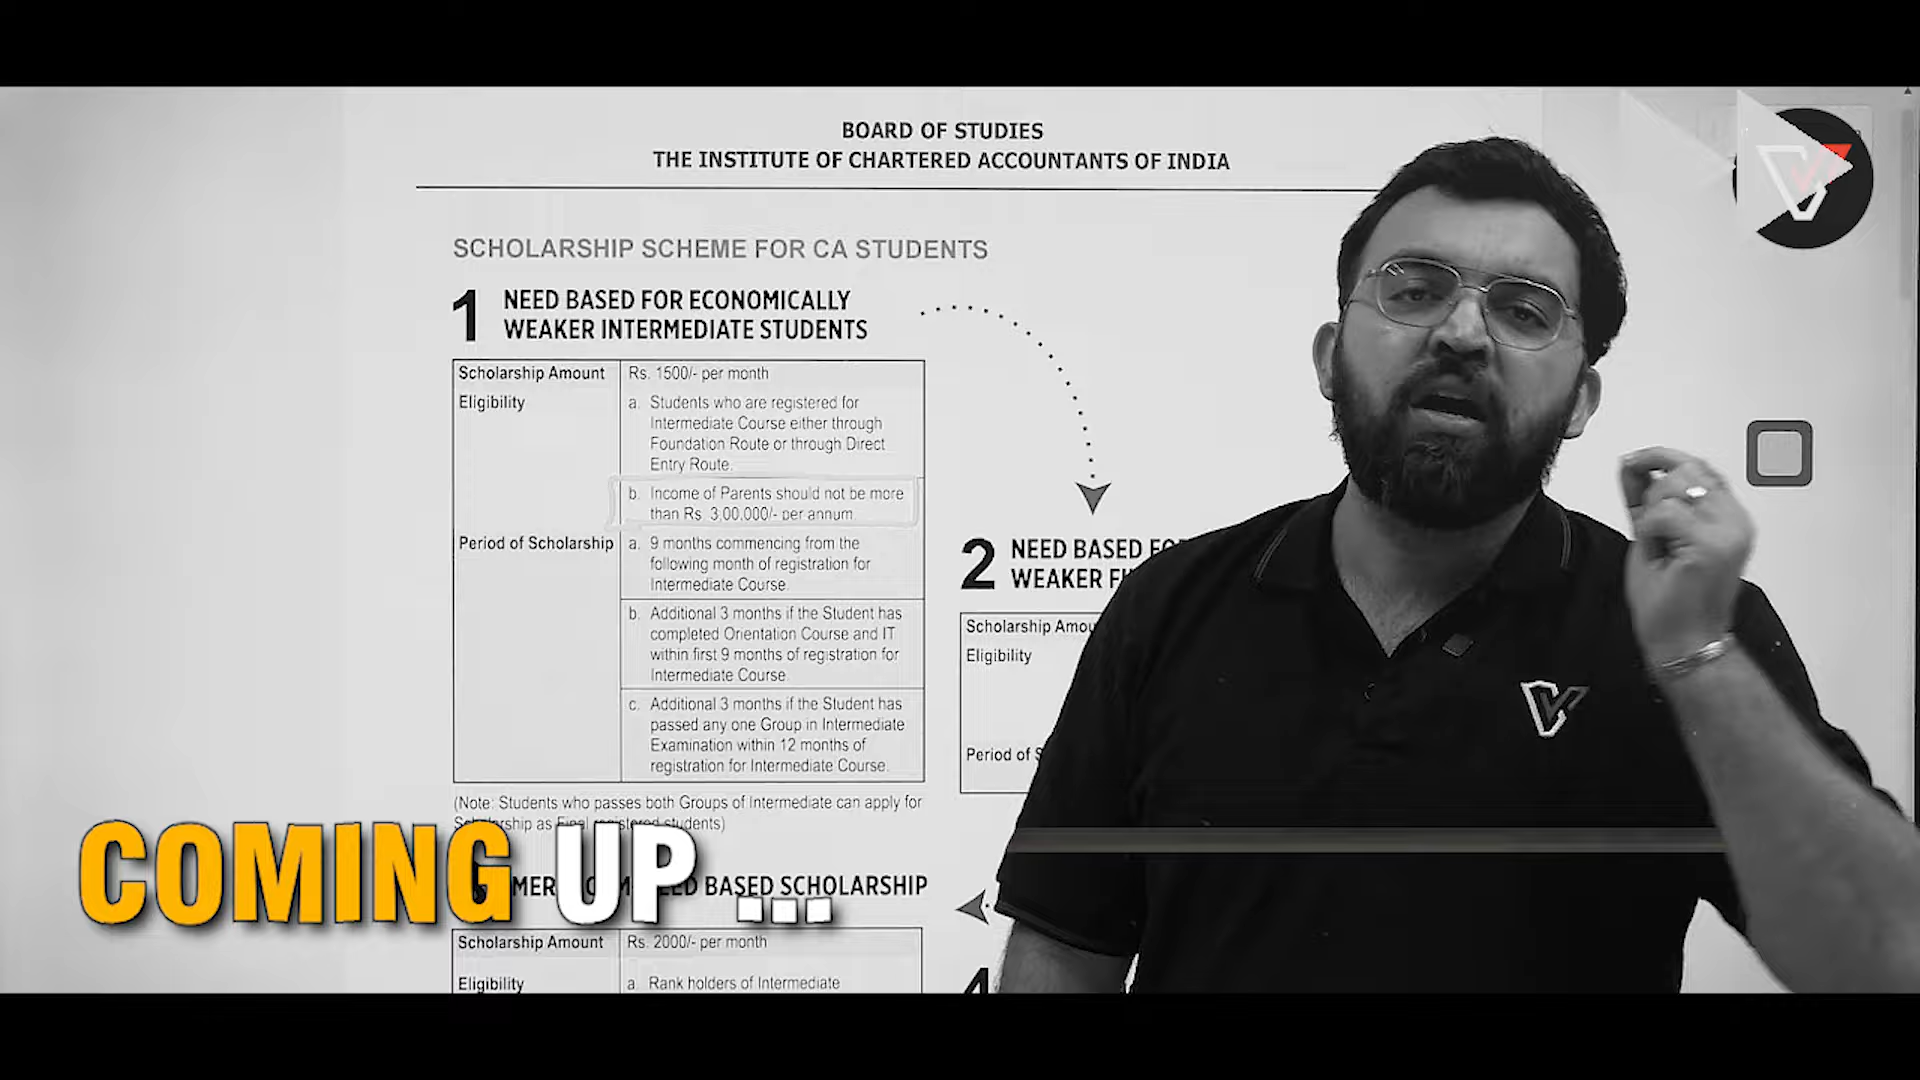 BOARD OF STUDIES
THE INSTITUTE OF CHARTERED ACCOUNTANTS OF INDIA
SCHOLARSHIP SCHEME FOR CA STUDENTS
1 NEED BASED FOR ECONOMICALLY
WEAKER INTERMEDIATE STUDENTS
Scholarship Amount Rs. 1500/- per month
Eligibility a. Students who are registered for
Intermediate Course either through
Foundation Route or through Direct
Entry Route.
b. Income of Parents should not be more
than Rs. 3,00,000/- per annum.
Period of Scholarship a. 9 months commencing from the
following month of registration for
Intermediate Course.
b. Additional 3 months if the Student has
completed Orientation Course and IT
within first 9 months of registration for
Intermediate Course.
c. Additional 3 months if the Student has
passed any one Group in Intermediate
Examination within 12 months of
registration for Intermediate Course.
(Note: Students who passes both Groups of Intermediate can apply for
as Final registered students)
BASED SCHOLARSHIP
Scholarship Amount Rs. 2000/- per month
Eligibility a. Rank holders of Intermediate
2 NEED BASED
WEAKER
Scholarship
Eligibility
Period of
4
COMING UP ...